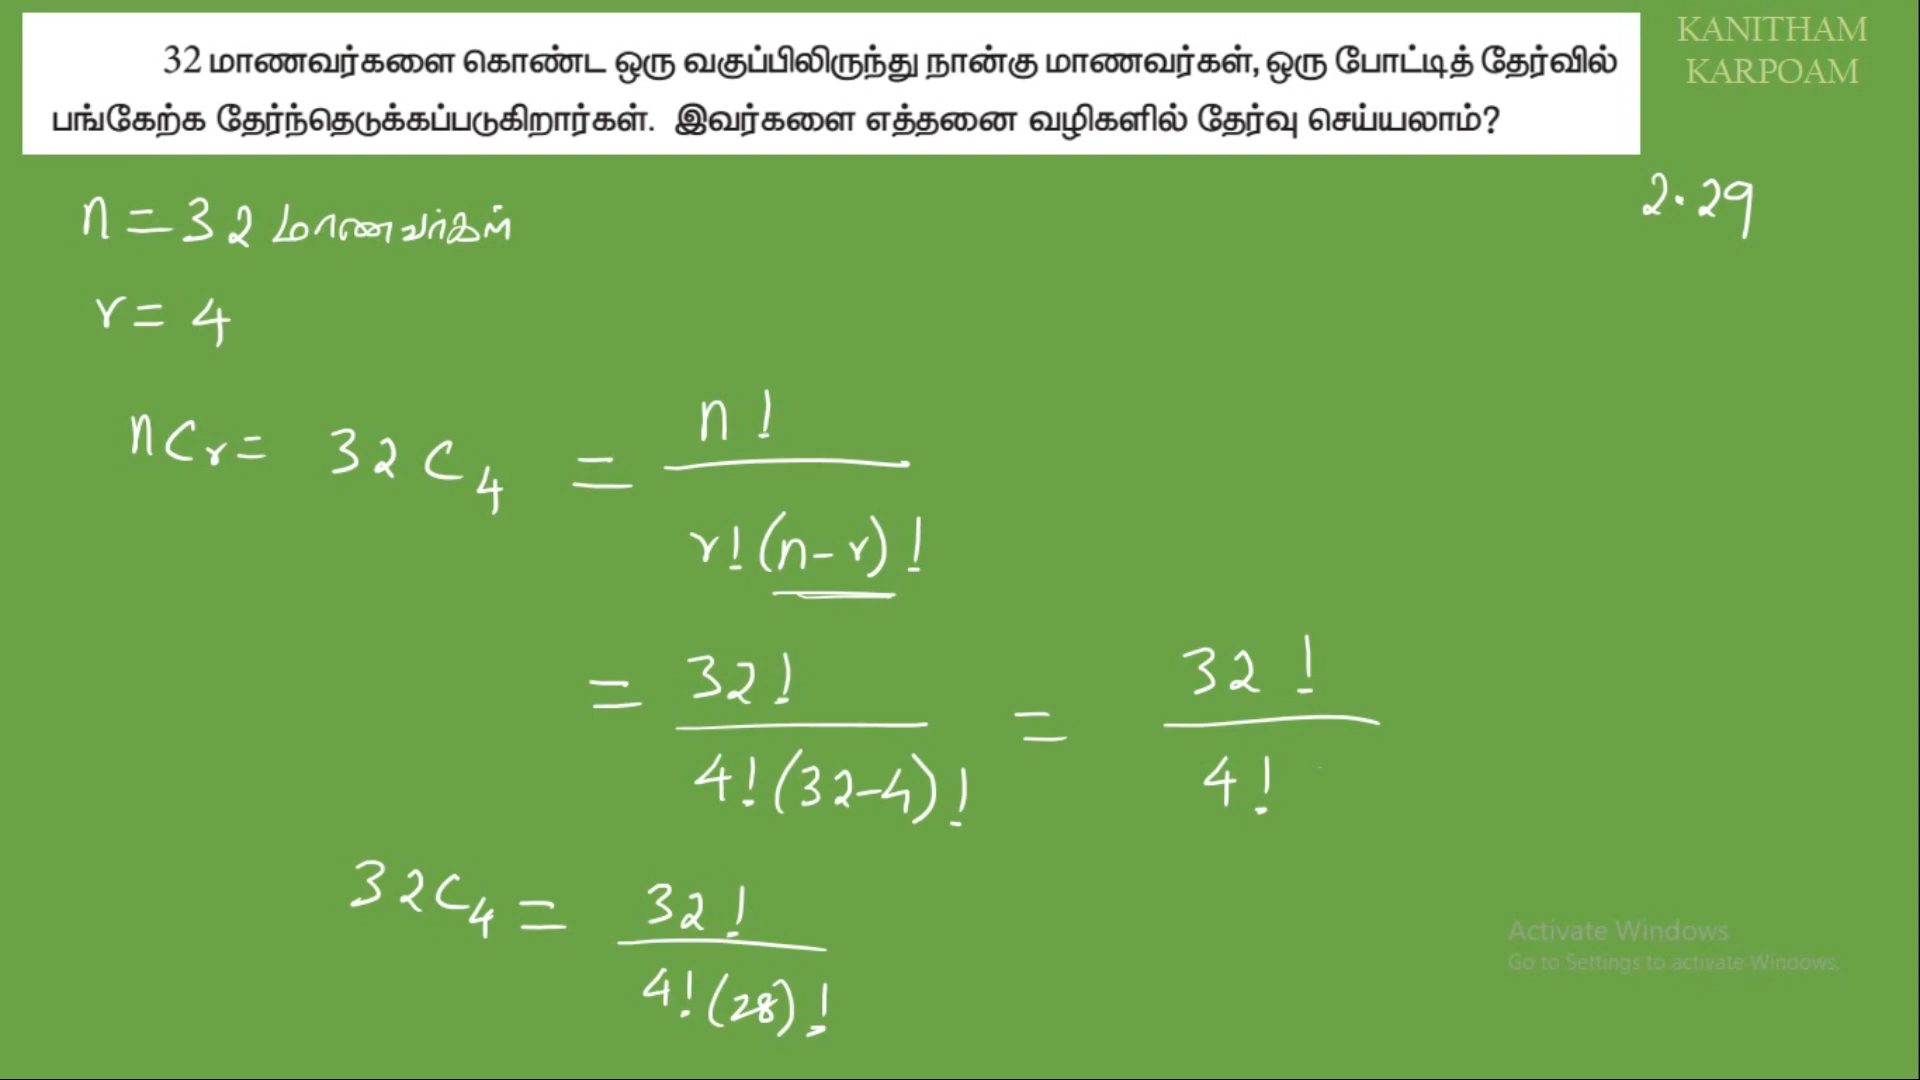 32 மாணவர்களை கொண்ட ஒரு வகுப்பிலிருந்து நான்கு மாணவர்கள், ஒரு போட்டித் தேர்வில்
பங்கேற்க தேர்ந்தெடுக்கப்படுகிறார்கள். இவர்களை எத்தனை வழிகளில் தேர்வு செய்யலாம்?
KANITHAM
KARPOAM
2.29
n = 32 மாணவர்கள்
r = 4
nCr = 32C4 = n! / r!(n-r)!
= 32! / 4!(32-4)! = 32! / 4!
32C4 = 32! / 4!(28)!
Activate Windows
Go to Settings to activate Windows.